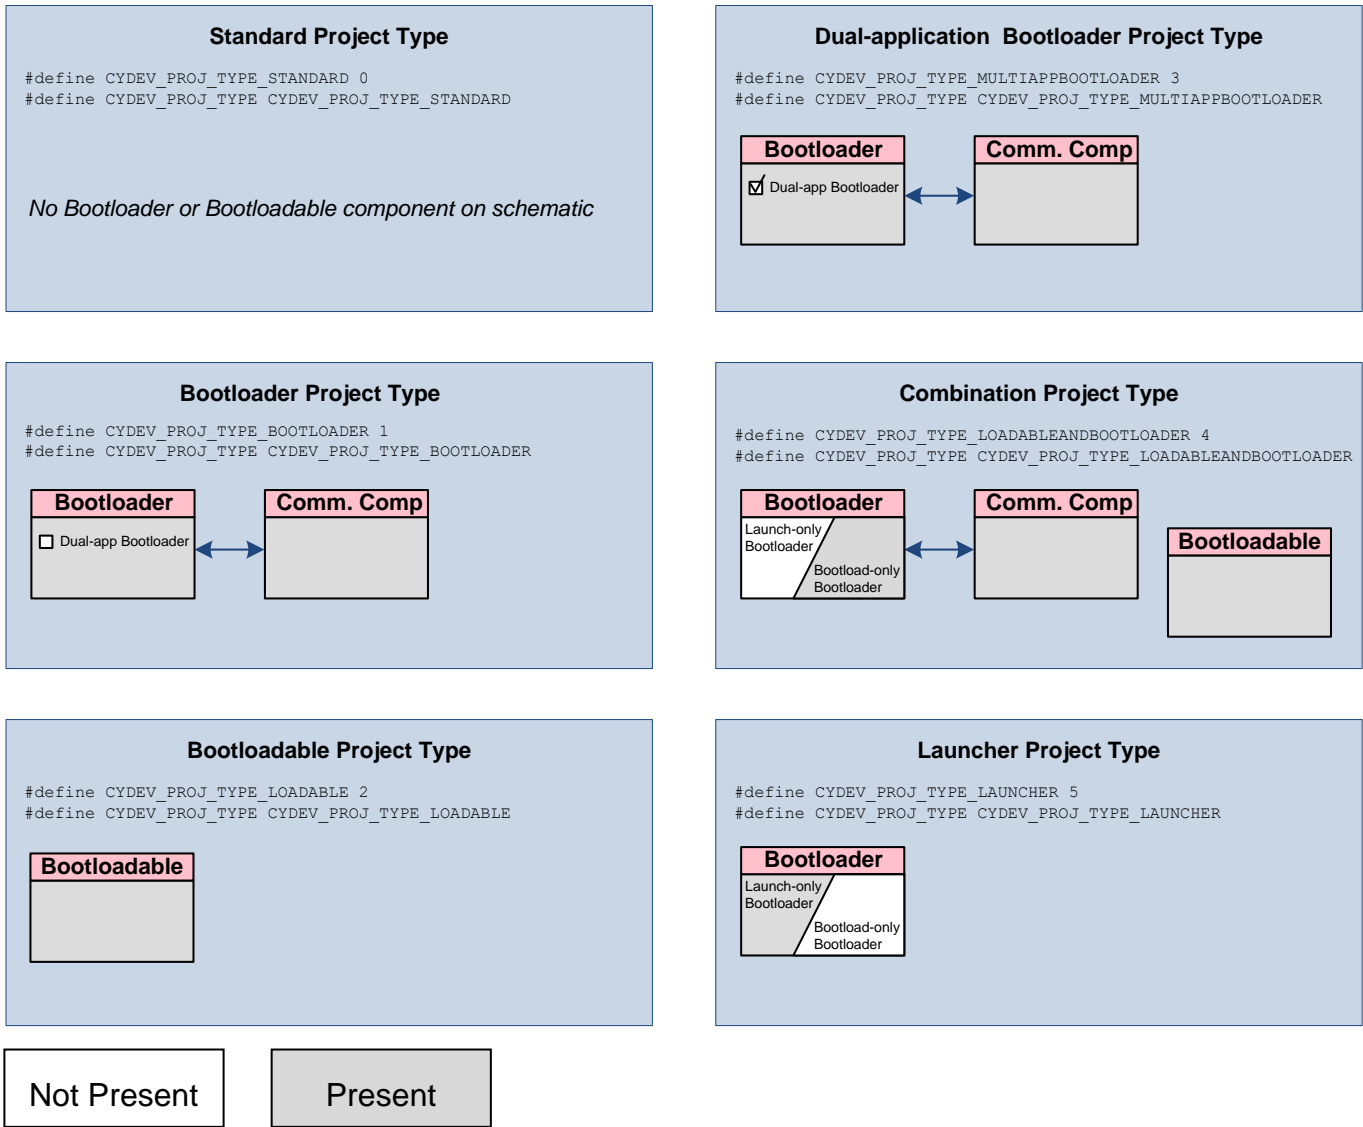 Standard Project Type
#define CYDEV_PROJ_TYPE_STANDARD 0
#define CYDEV_PROJ_TYPE CYDEV_PROJ_TYPE_STANDARD
No Bootloader or Bootloadable component on schematic
Dual-application Bootloader Project Type
#define CYDEV_PROJ_TYPE_MULTIAPPBOOTLOADER 3
#define CYDEV_PROJ_TYPE CYDEV_PROJ_TYPE_MULTIAPPBOOTLOADER
Bootloader
Dual-app Bootloader
Comm. Comp
Bootloader Project Type
#define CYDEV_PROJ_TYPE_BOOTLOADER 1
#define CYDEV_PROJ_TYPE CYDEV_PROJ_TYPE_BOOTLOADER
Bootloader
Dual-app Bootloader
Comm. Comp
Combination Project Type
#define CYDEV_PROJ_TYPE_LOADABLEANDBOOTLOADER 4
#define CYDEV_PROJ_TYPE CYDEV_PROJ_TYPE_LOADABLEANDBOOTLOADER
Bootloader
Launch-only
Bootloader
Bootload-only
Bootloader
Comm. Comp
Bootloadable
Bootloadable Project Type
#define CYDEV_PROJ_TYPE_LOADABLE 2
#define CYDEV_PROJ_TYPE CYDEV_PROJ_TYPE_LOADABLE
Bootloadable
Launcher Project Type
#define CYDEV_PROJ_TYPE_LAUNCHER 5
#define CYDEV_PROJ_TYPE CYDEV_PROJ_TYPE_LAUNCHER
Bootloader
Launch-only
Bootloader
Bootload-only
Bootloader
Not Present
Present